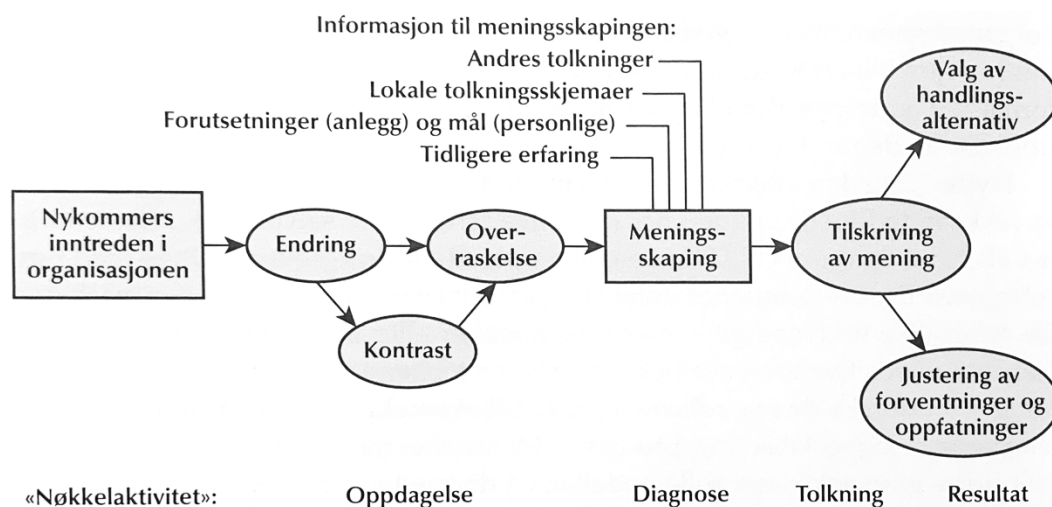 Informasjon til meningsskapingen:
Andres tolkninger
Lokale tolkningsskjemaer
Forutsetninger (anlegg) og mål (personlige)
Tidligere erfaring
Nykommers
inntreden i
organisasjonen
Endring
Kontrast
Over-
raskelse
Menings-
skaping
Tilskriving
av mening
Valg av
handlings-
alternativ
Justering av
forventninger og
oppfatninger
«Nøkkelaktivitet»: Oppdagelse Diagnose Tolkning Resultat